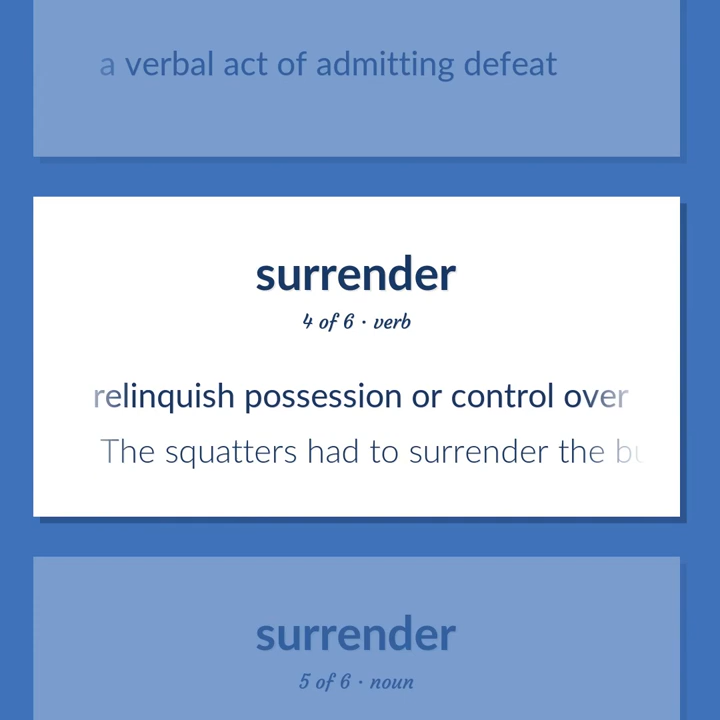 a verbal act of admitting defeat
surrender
4 of 6 · verb
relinquish possession or control over
The squatters had to surrender the
surrender
5 of 6 · noun